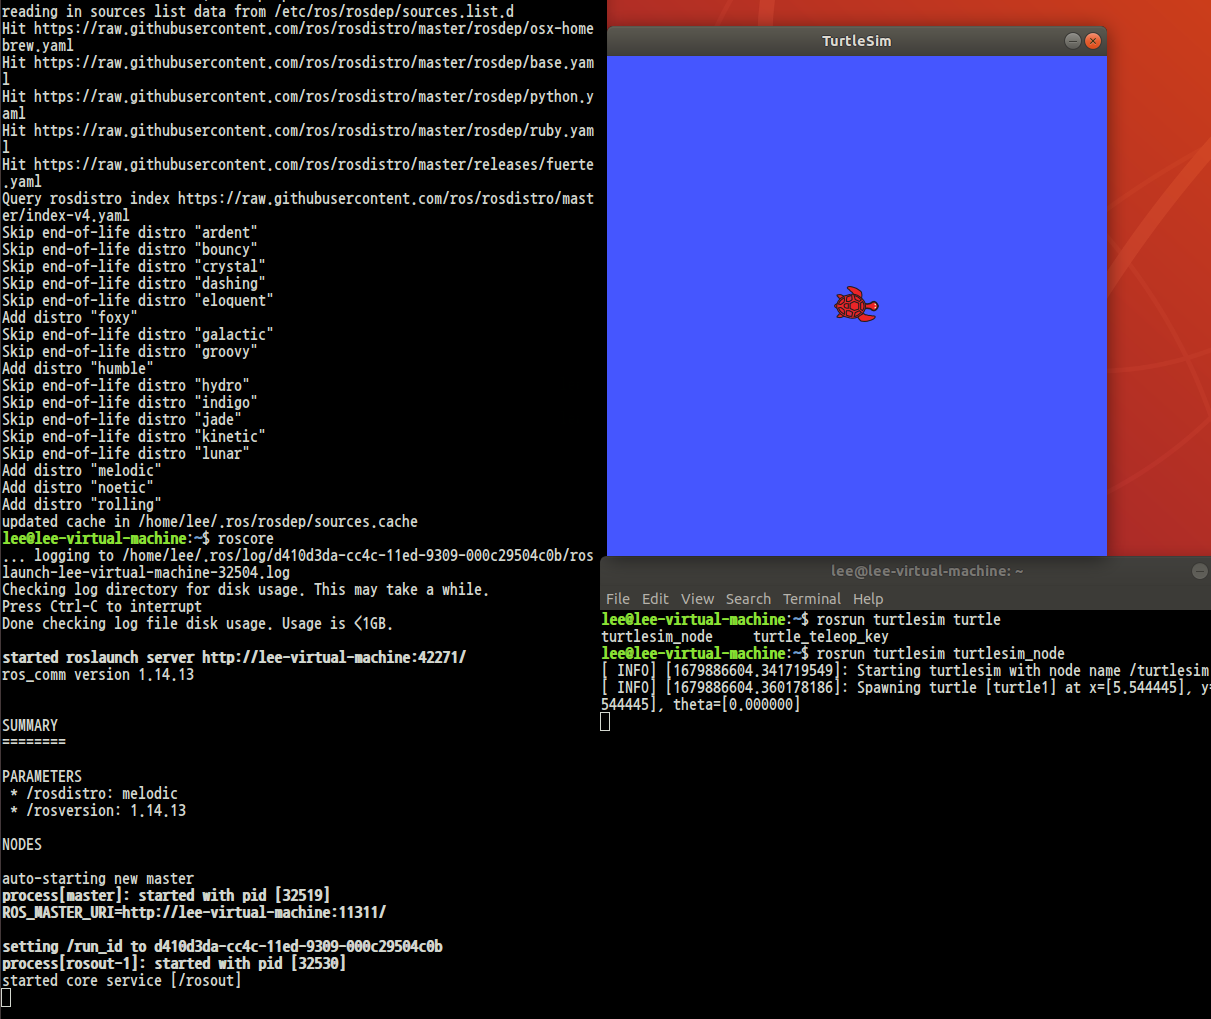 reading in sources list data from /etc/ros/rosdep/sources.list.d
Hit https://raw.githubusercontent.com/ros/rosdistro/master/rosdep/osx-home
brew.yaml
Hit https://raw.githubusercontent.com/ros/rosdistro/master/rosdep/base.yam
l
Hit https://raw.githubusercontent.com/ros/rosdistro/master/rosdep/python.y
aml
Hit https://raw.githubusercontent.com/ros/rosdistro/master/rosdep/ruby.yam
l
Hit https://raw.githubusercontent.com/ros/rosdistro/master/releases/fuerte
.yaml
Query rosdistro index https://raw.githubusercontent.com/ros/rosdistro/mast
er/index-v4.yaml
Skip end-of-life distro "ardent"
Skip end-of-life distro "bouncy"
Skip end-of-life distro "crystal"
Skip end-of-life distro "dashing"
Skip end-of-life distro "eloquent"
Add distro "foxy"
Skip end-of-life distro "galactic"
Skip end-of-life distro "groovy"
Add distro "humble"
Skip end-of-life distro "hydro"
Skip end-of-life distro "indigo"
Skip end-of-life distro "jade"
Skip end-of-life distro "kinetic"
Skip end-of-life distro "lunar"
Add distro "melodic"
Add distro "noetic"
Add distro "rolling"
updated cache in /home/lee/.ros/rosdep/sources.cache
lee@lee-virtual-machine:~$ roscore
... logging to /home/lee/.ros/log/d410d3da-cc4c-11ed-9309-000c29504c0b/ros
launch-lee-virtual-machine-32504.log
Checking log directory for disk usage. This may take a while.
Press Ctrl-C to interrupt
Done checking log file disk usage. Usage is <1GB.
started roslaunch server http://lee-virtual-machine:42271/
ros_comm version 1.14.13
SUMMARY
========
PARAMETERS
* /rosdistro: melodic
* /rosversion: 1.14.13
NODES
auto-starting new master
process[master]: started with pid [32519]
ROS_MASTER_URI=http://lee-virtual-machine:11311/
setting /run_id to d410d3da-cc4c-11ed-9309-000c29504c0b
process[rosout-1]: started with pid [32530]
started core service [/rosout]
TurtleSim
lee@lee-virtual-machine: ~
File Edit View Search Terminal Help
lee@lee-virtual-machine:~$ rosrun turtlesim turtle
turtlesim_node turtle_teleop_key
lee@lee-virtual-machine:~$ rosrun turtlesim turtlesim_node
[ INFO] [1679886604.341719549]: Starting turtlesim with node name /turtlesim
[ INFO] [1679886604.360178186]: Spawning turtle [turtle1] at x=[5.544445], y=
544445], theta=[0.000000]